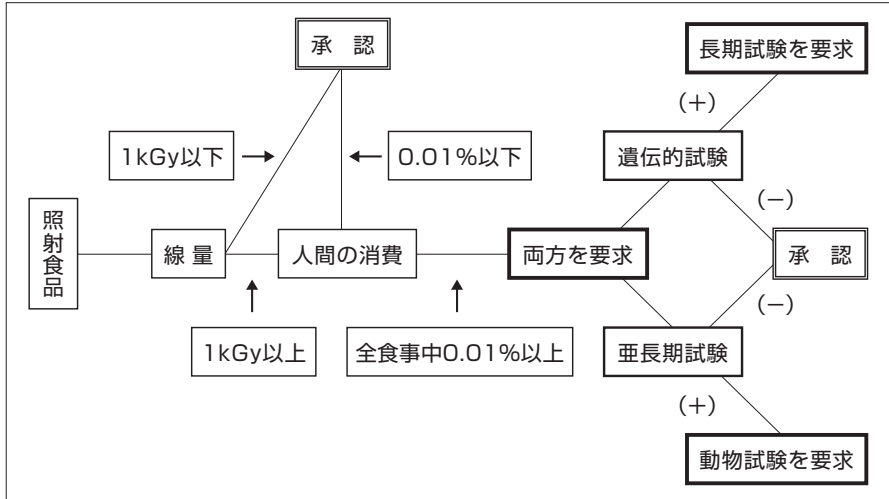 承 認
長期試験を要求
(+)
1kGy以下
0.01%以下
遺伝的試験
(−)
照射食品
線 量
人間の消費
両方を要求
承 認
(−)
1kGy以上
全食事中0.01%以上
亜長期試験
(+)
動物試験を要求